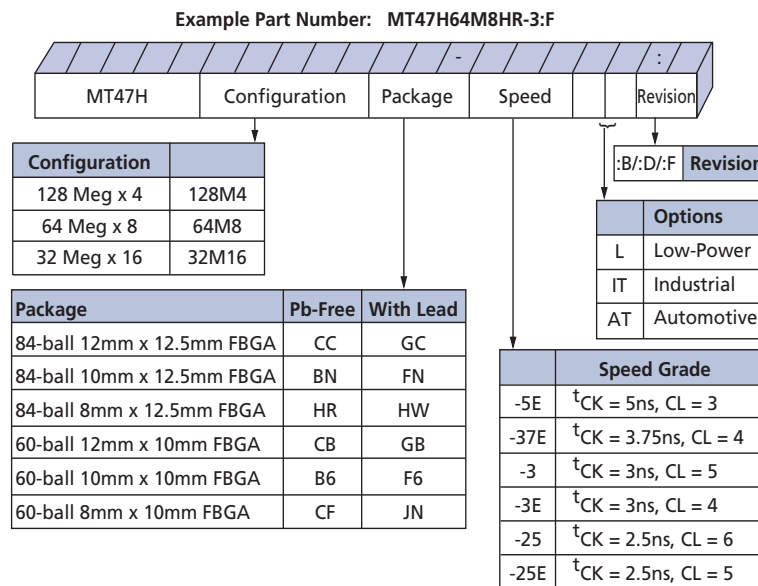 Example Part Number: MT47H64M8HR-3:F
- :
MT47H Configuration Package Speed Revision
Configuration
128 Meg x 4 128M4
64 Meg x 8 64M8
32 Meg x 16 32M16
:B/:D/:F Revision
Options
L Low-Power
IT Industrial
AT Automotive
Package Pb-Free With Lead
84-ball 12mm x 12.5mm FBGA CC GC
84-ball 10mm x 12.5mm FBGA BN FN
84-ball 8mm x 12.5mm FBGA HR HW
60-ball 12mm x 10mm FBGA CB GB
60-ball 10mm x 10mm FBGA B6 F6
60-ball 8mm x 10mm FBGA CF JN
Speed Grade
-5E tCK = 5ns, CL = 3
-37E tCK = 3.75ns, CL = 4
-3 tCK = 3ns, CL = 5
-3E tCK = 3ns, CL = 4
-25 tCK = 2.5ns, CL = 6
-25E tCK = 2.5ns, CL = 5